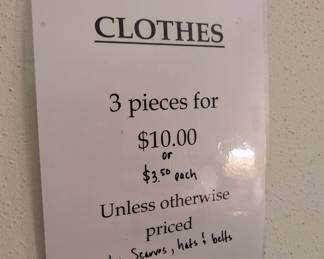 CLOTHES
3 pieces for
$10.00
or
$3.50 each
Unless otherwise
priced
Scarves, hats & belts